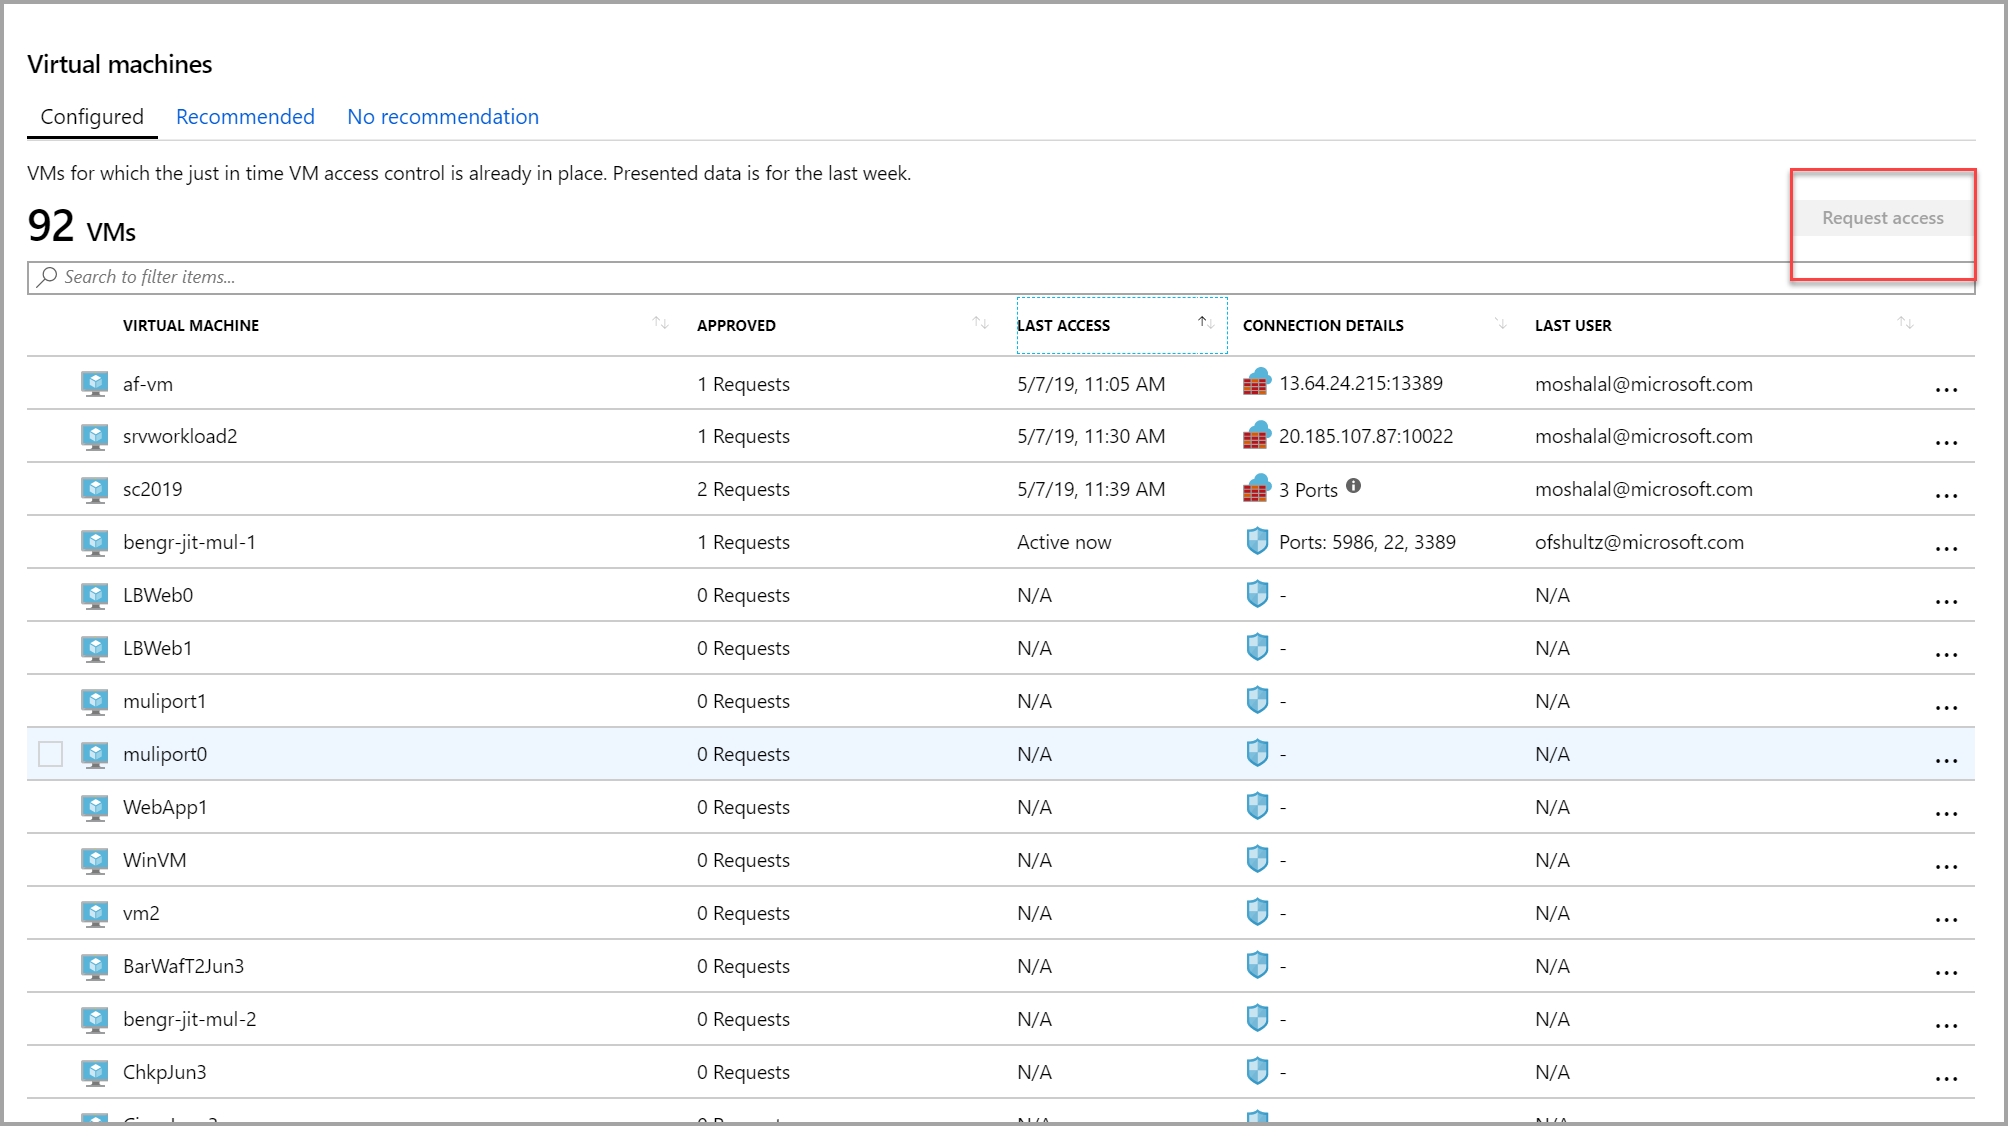 Virtual machines
Configured Recommended No recommendation
VMs for which the just in time VM access control is already in place. Presented data is for the last week.
92 VMs
Request access
Search to filter items...
VIRTUAL MACHINE APPROVED LAST ACCESS CONNECTION DETAILS LAST USER
af-vm 1 Requests 5/7/19, 11:05 AM 13.64.24.215:13389 moshalal@microsoft.com ...
srvworkload2 1 Requests 5/7/19, 11:30 AM 20.185.107.87:10022 moshalal@microsoft.com ...
sc2019 2 Requests 5/7/19, 11:39 AM 3 Ports moshalal@microsoft.com ...
bengr-jit-mul-1 1 Requests Active now Ports: 5986, 22, 3389 ofshultz@microsoft.com ...
LBWeb0 0 Requests N/A - N/A ...
LBWeb1 0 Requests N/A - N/A ...
muliport1 0 Requests N/A - N/A ...
muliport0 0 Requests N/A - N/A ...
WebApp1 0 Requests N/A - N/A ...
WinVM 0 Requests N/A - N/A ...
vm2 0 Requests N/A - N/A ...
BarWafT2Jun3 0 Requests N/A - N/A ...
bengr-jit-mul-2 0 Requests N/A - N/A ...
ChkpJun3 0 Requests N/A - N/A ...